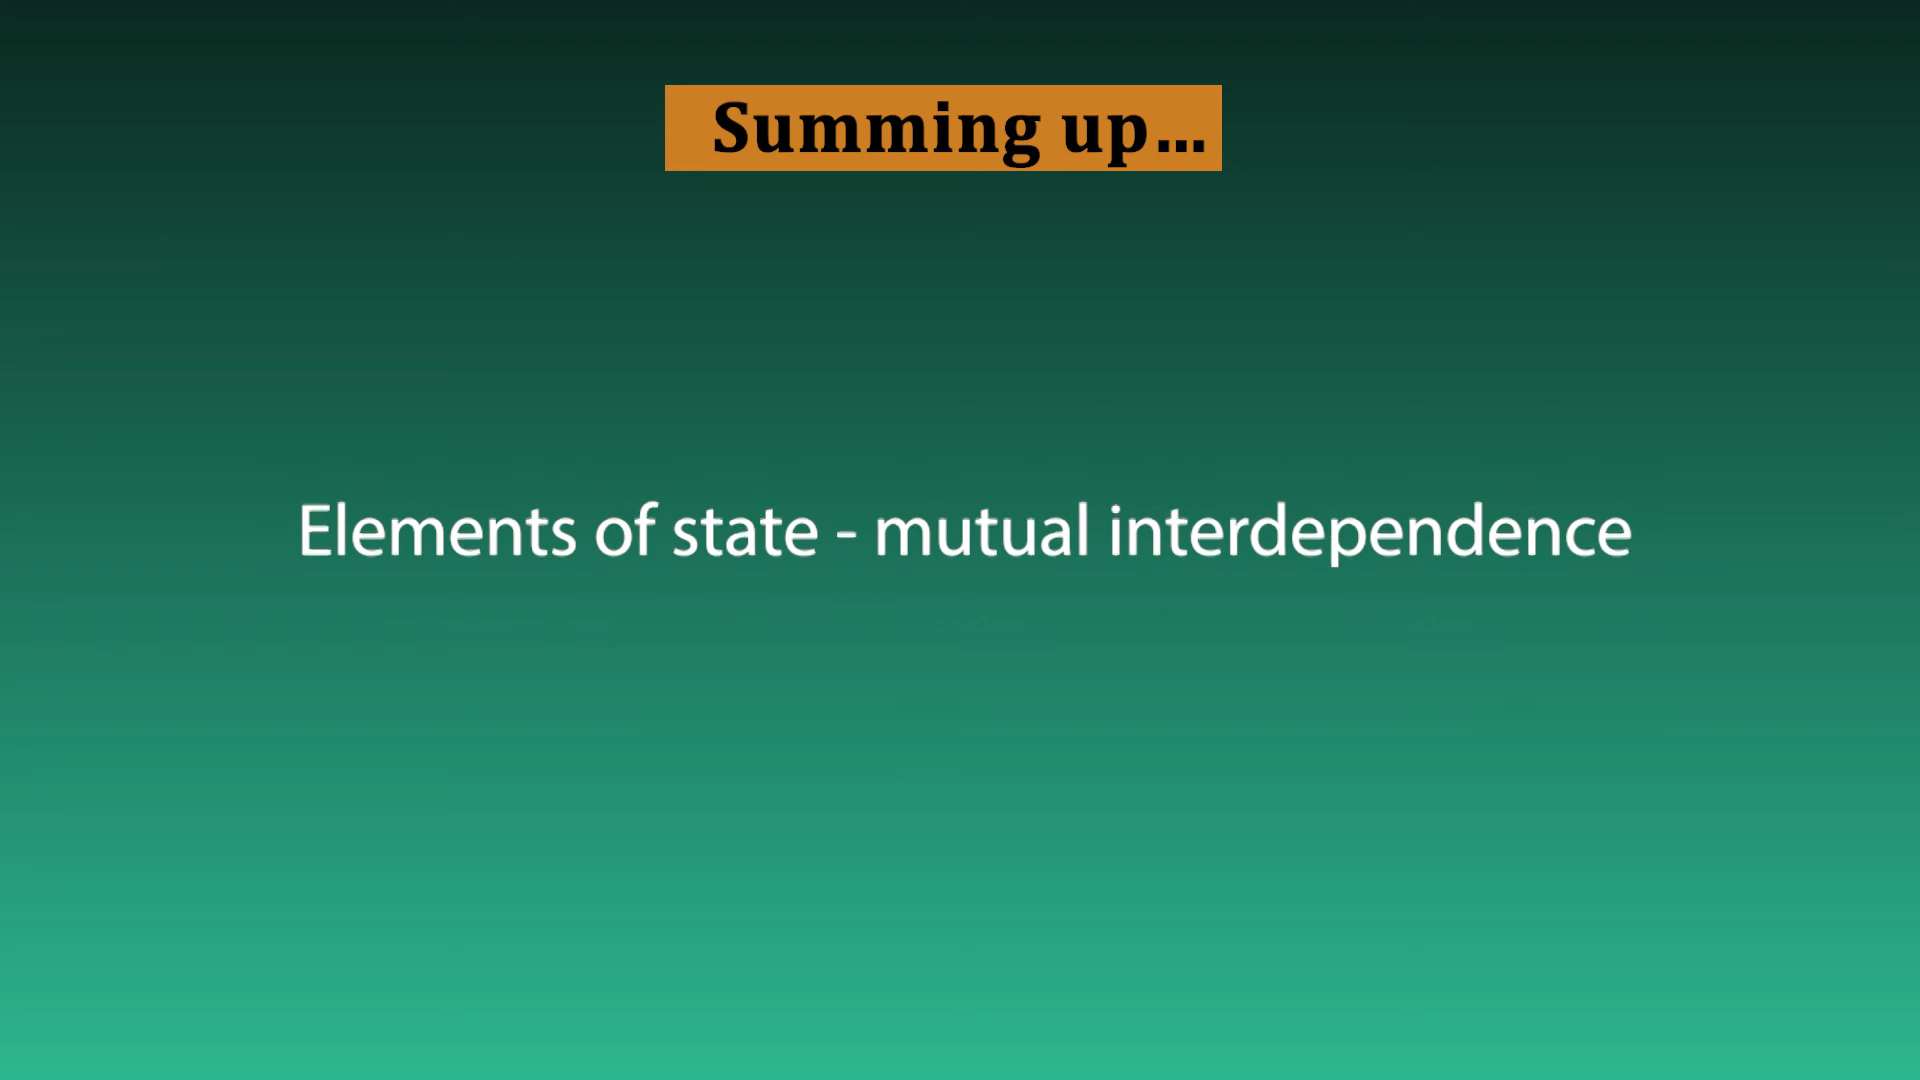 Summing up...
Elements of state - mutual interdependence